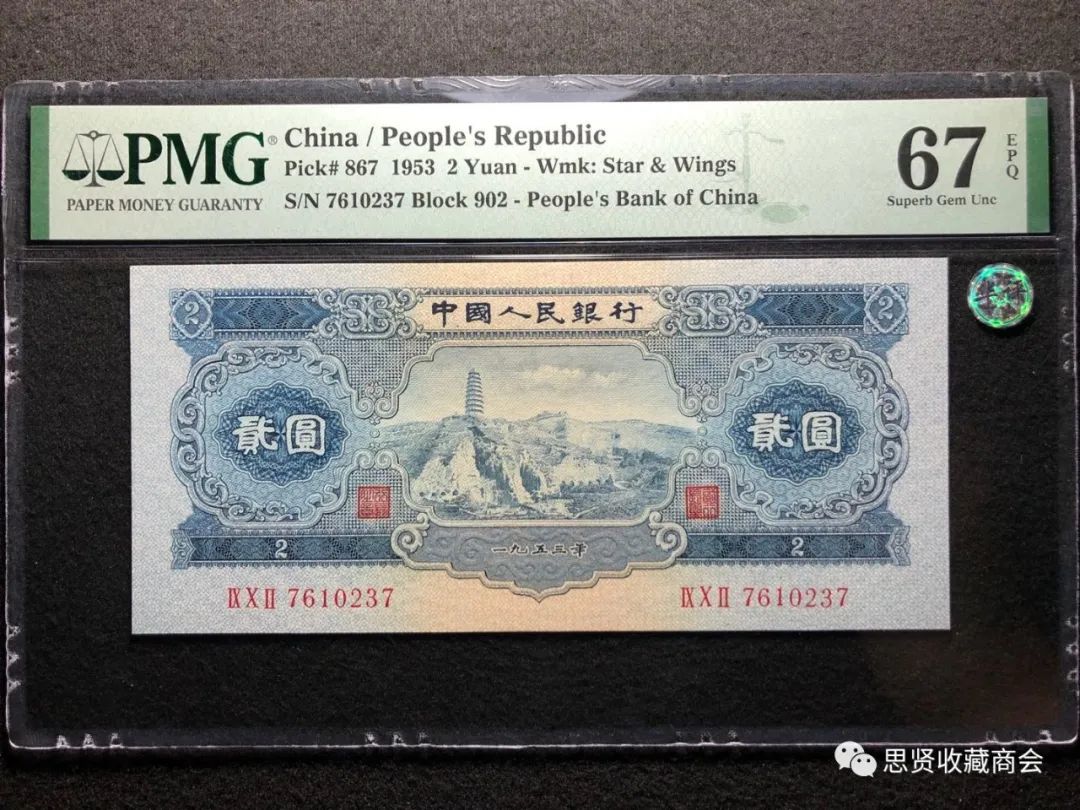 PMG®
PAPER MONEY GUARANTY
China / People's Republic
Pick# 867 1953 2 Yuan - Wmk: Star & Wings
S/N 7610237 Block 902 - People's Bank of China
67
EPQ
Superb Gem Unc
2
中國人民銀行
2
貳圓
貳圓
一九五三年
2
2
ⅨⅩⅡ 7610237
ⅨⅩⅡ 7610237
思贤收藏商会